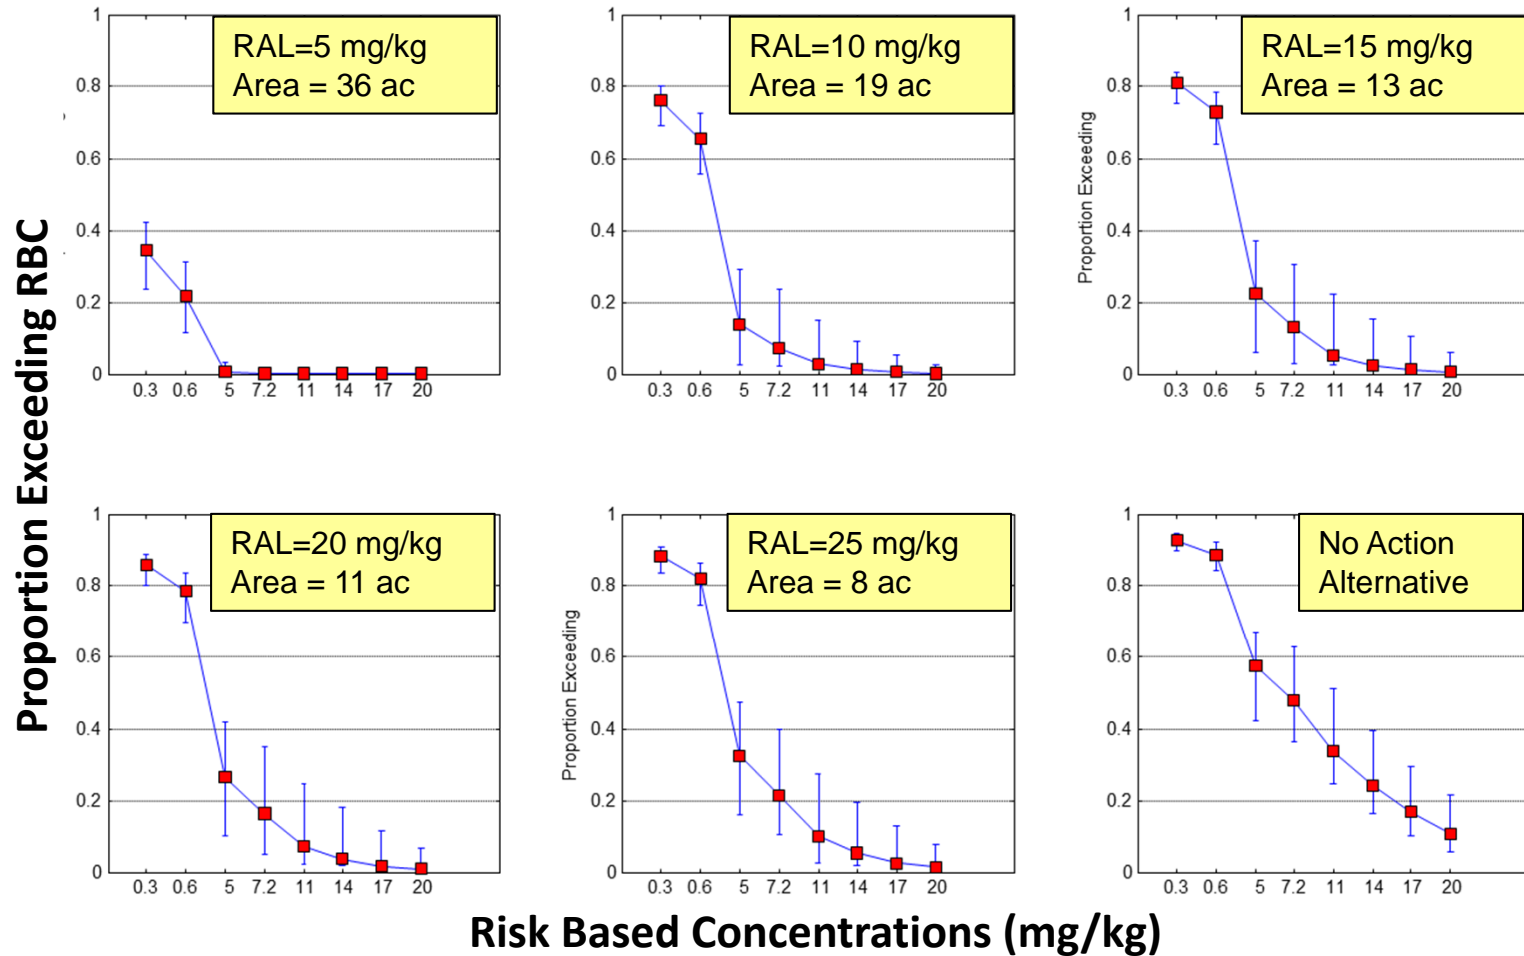 Proportion Exceeding RBC
RAL=5 mg/kg
Area = 36 ac
1
0.8
0.6
0.4
0.2
0
0.3 0.6 5 7.2 11 14 17 20
RAL=10 mg/kg
Area = 19 ac
1
0.8
0.6
0.4
0.2
0
0.3 0.6 5 7.2 11 14 17 20
RAL=15 mg/kg
Area = 13 ac
Proportion Exceeding
1
0.8
0.6
0.4
0.2
0
0.3 0.6 5 7.2 11 14 17 20
RAL=20 mg/kg
Area = 11 ac
1
0.8
0.6
0.4
0.2
0
0.3 0.6 5 7.2 11 14 17 20
RAL=25 mg/kg
Area = 8 ac
Proportion Exceeding
1
0.8
0.6
0.4
0.2
0
0.3 0.6 5 7.2 11 14 17 20
No Action
Alternative
1
0.8
0.6
0.4
0.2
0
0.3 0.6 5 7.2 11 14 17 20
Risk Based Concentrations (mg/kg)